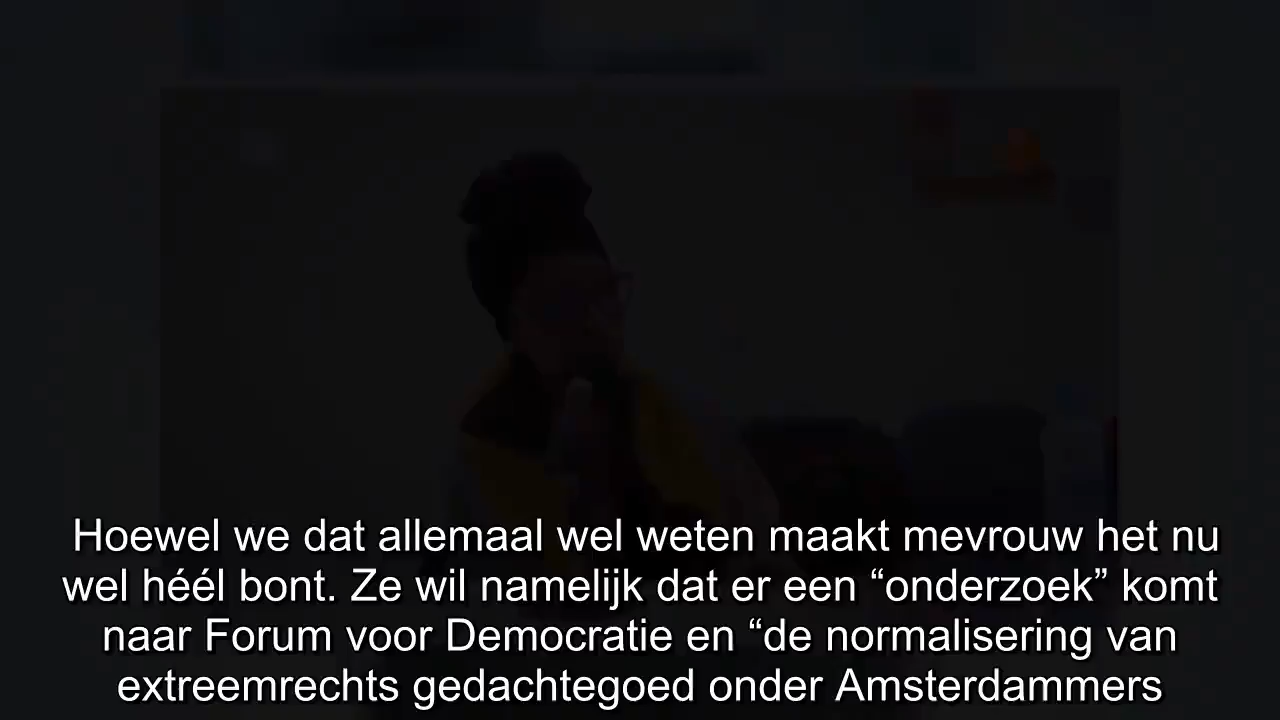 Hoewel we dat allemaal wel weten maakt mevrouw het nu
wel héél bont. Ze wil namelijk dat er een “onderzoek” komt
naar Forum voor Democratie en “de normalisering van
extreemrechts gedachtegoed onder Amsterdammers